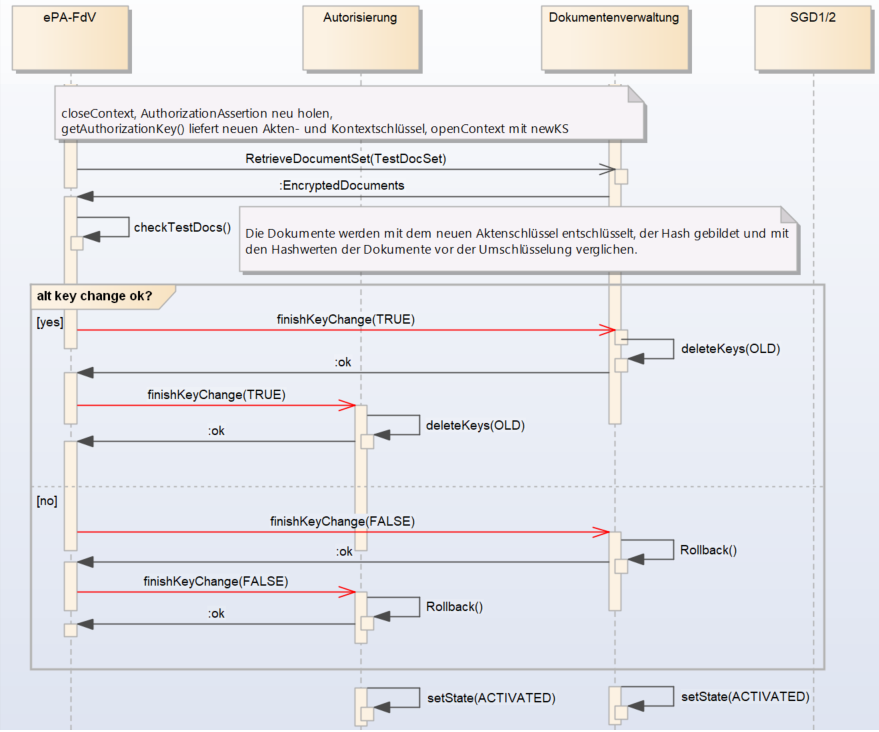 ePA-FdV
Autorisierung
Dokumentenverwaltung
SGD1/2
closeContext, AuthorizationAssertion neu holen,
getAuthorizationKey() liefert neuen Akten- und Kontextschlüssel, openContext mit newKS
RetrieveDocumentSet(TestDocSet)
:EncryptedDocuments
checkTestDocs()
Die Dokumente werden mit dem neuen Aktenschlüssel entschlüsselt, der Hash gebildet und mit
den Hashwerten der Dokumente vor der Umschlüsselung verglichen.
alt key change ok?
[yes]
finishKeyChange(TRUE)
deleteKeys(OLD)
:ok
finishKeyChange(TRUE)
deleteKeys(OLD)
:ok
[no]
finishKeyChange(FALSE)
Rollback()
:ok
finishKeyChange(FALSE)
Rollback()
:ok
setState(ACTIVATED)
setState(ACTIVATED)